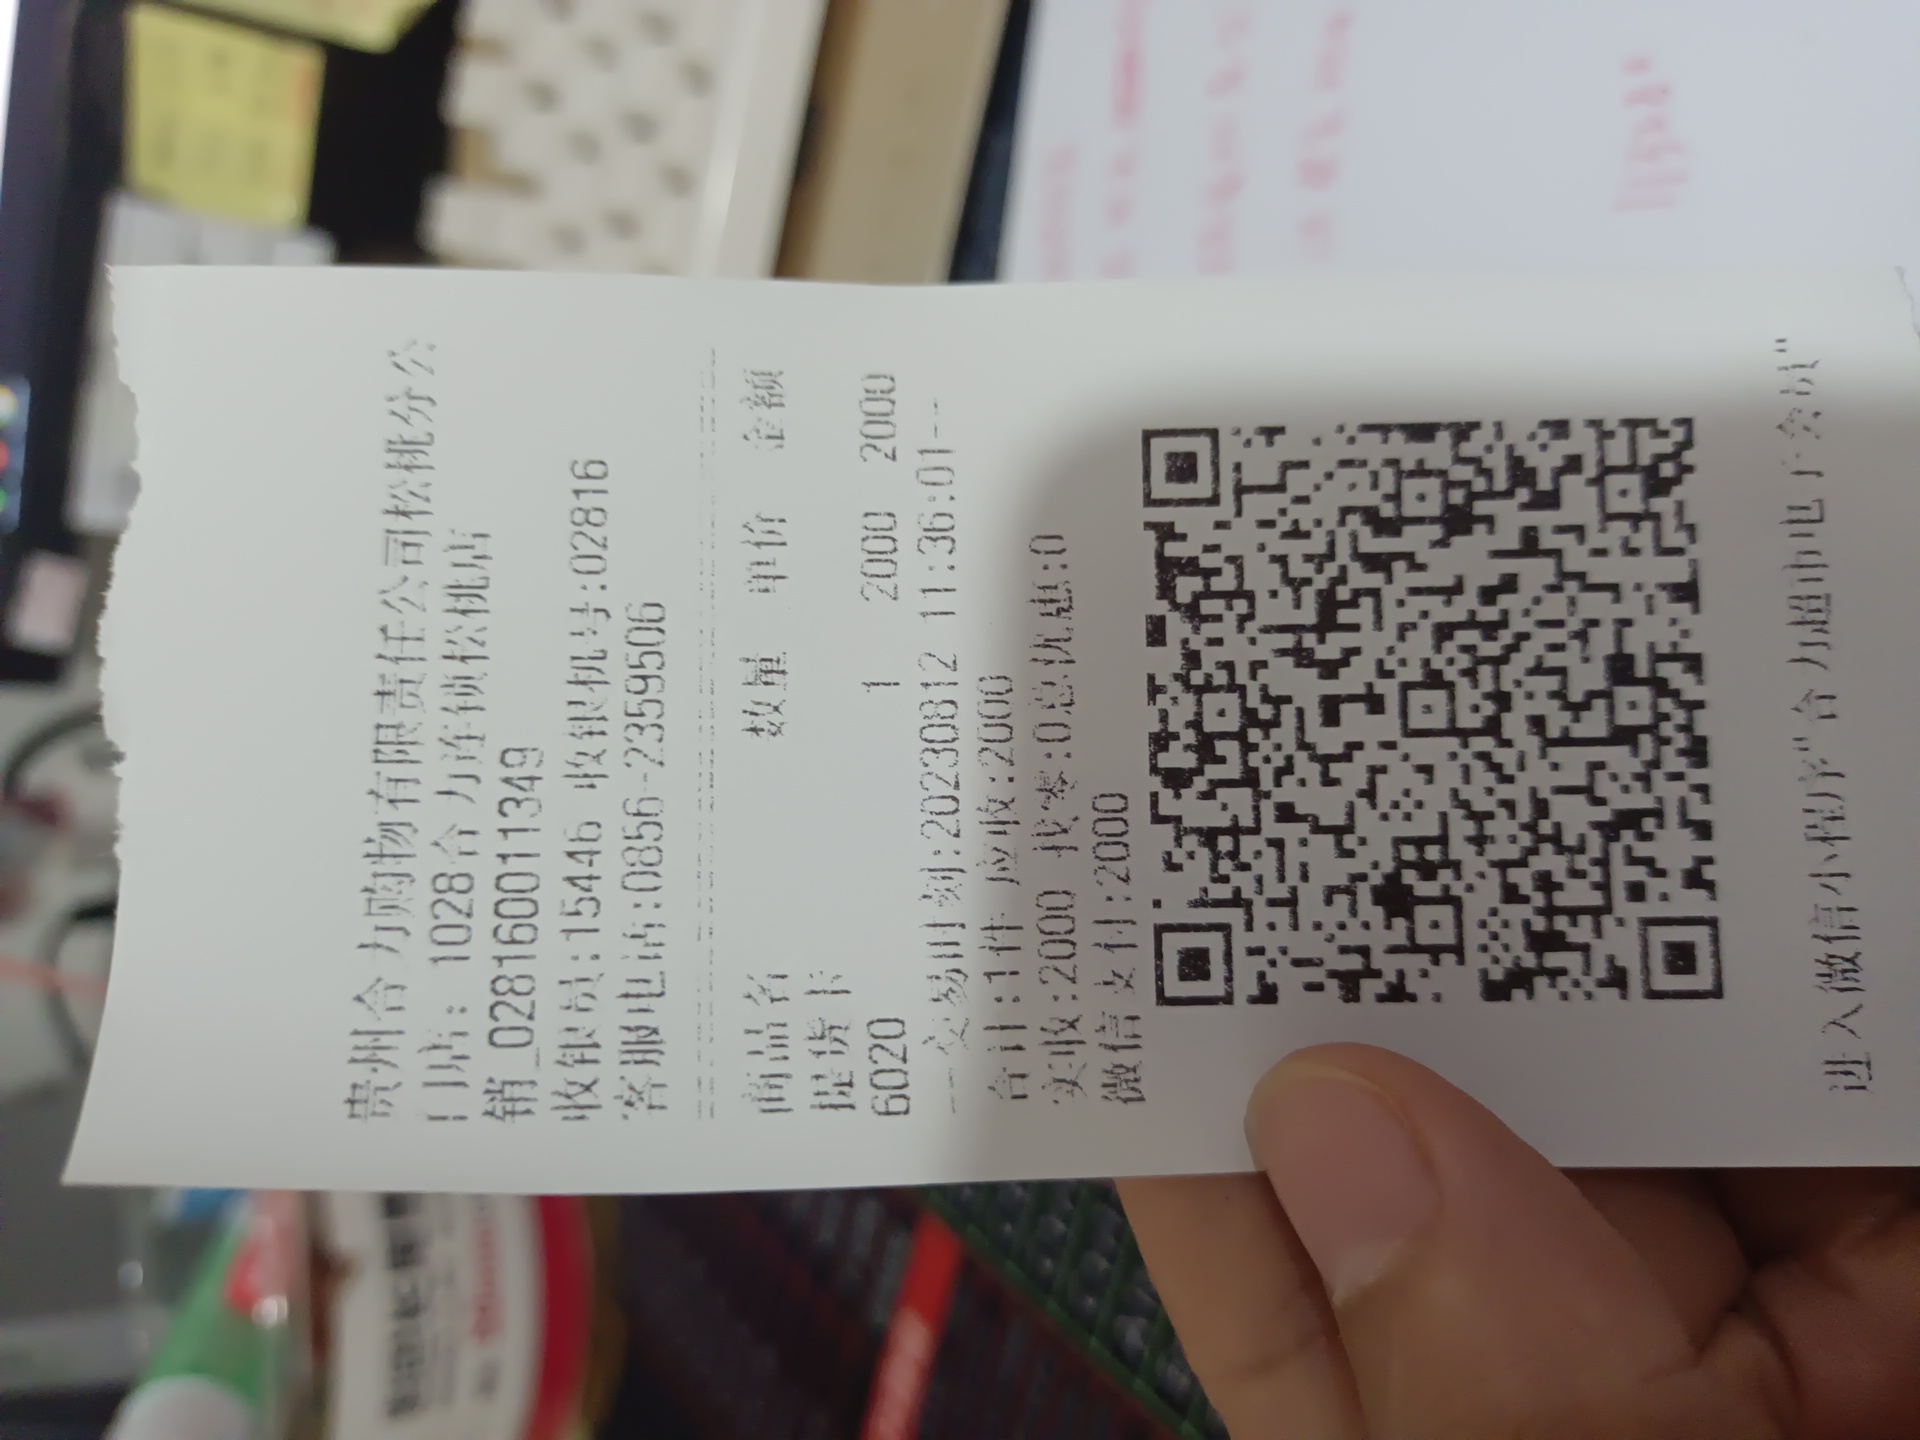 贵州合力购物有限责任公司松桃分公
门店: 1028合力连锁松桃店
销_028160011349
收银员:15446 收银机号:02816
客服电话:0856-2359506
商品名 数量 单价 金额
提货卡
6020 1 2000 2000
--交易时刻:20230812 11:36:01--
合计:1件 应收:2000
实收:2000 找零:0总优惠:0
微信支付:2000
进入微信小程序"合力超市电子会员"